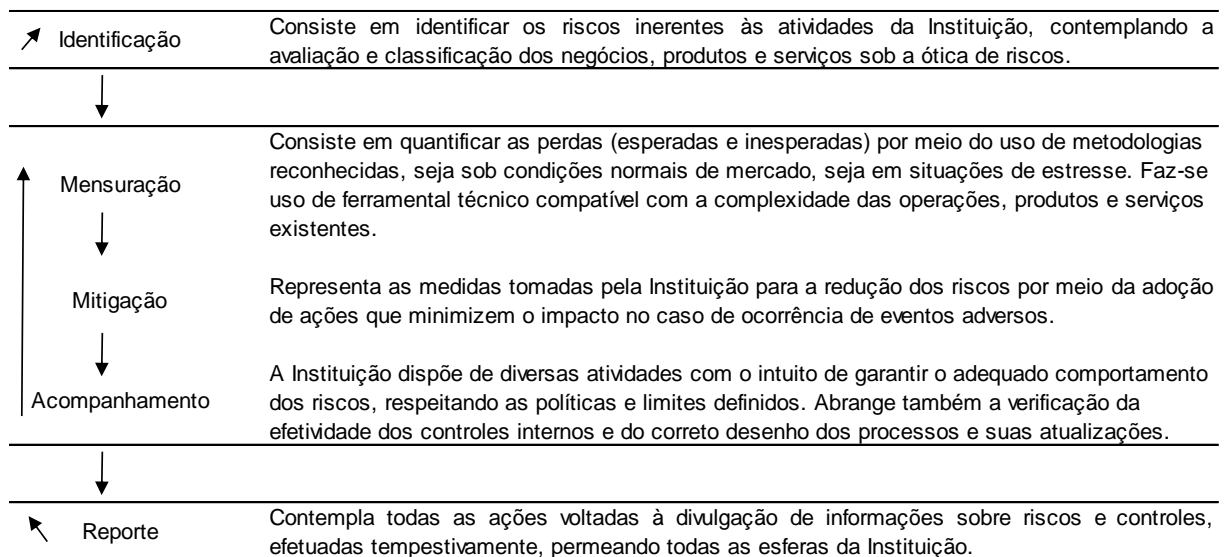 Identificação
Consiste em identificar os riscos inerentes às atividades da Instituição, contemplando a
avaliação e classificação dos negócios, produtos e serviços sob a ótica de riscos.
Mensuração
Consiste em quantificar as perdas (esperadas e inesperadas) por meio do uso de metodologias
reconhecidas, seja sob condições normais de mercado, seja em situações de estresse. Faz-se
uso de ferramental técnico compatível com a complexidade das operações, produtos e serviços
existentes.
Mitigação
Representa as medidas tomadas pela Instituição para a redução dos riscos por meio da adoção
de ações que minimizem o impacto no caso de ocorrência de eventos adversos.
Acompanhamento
A Instituição dispõe de diversas atividades com o intuito de garantir o adequado comportamento
dos riscos, respeitando as políticas e limites definidos. Abrange também a verificação da
efetividade dos controles internos e do correto desenho dos processos e suas atualizações.
Reporte
Contempla todas as ações voltadas à divulgação de informações sobre riscos e controles,
efetuadas tempestivamente, permeando todas as esferas da Instituição.